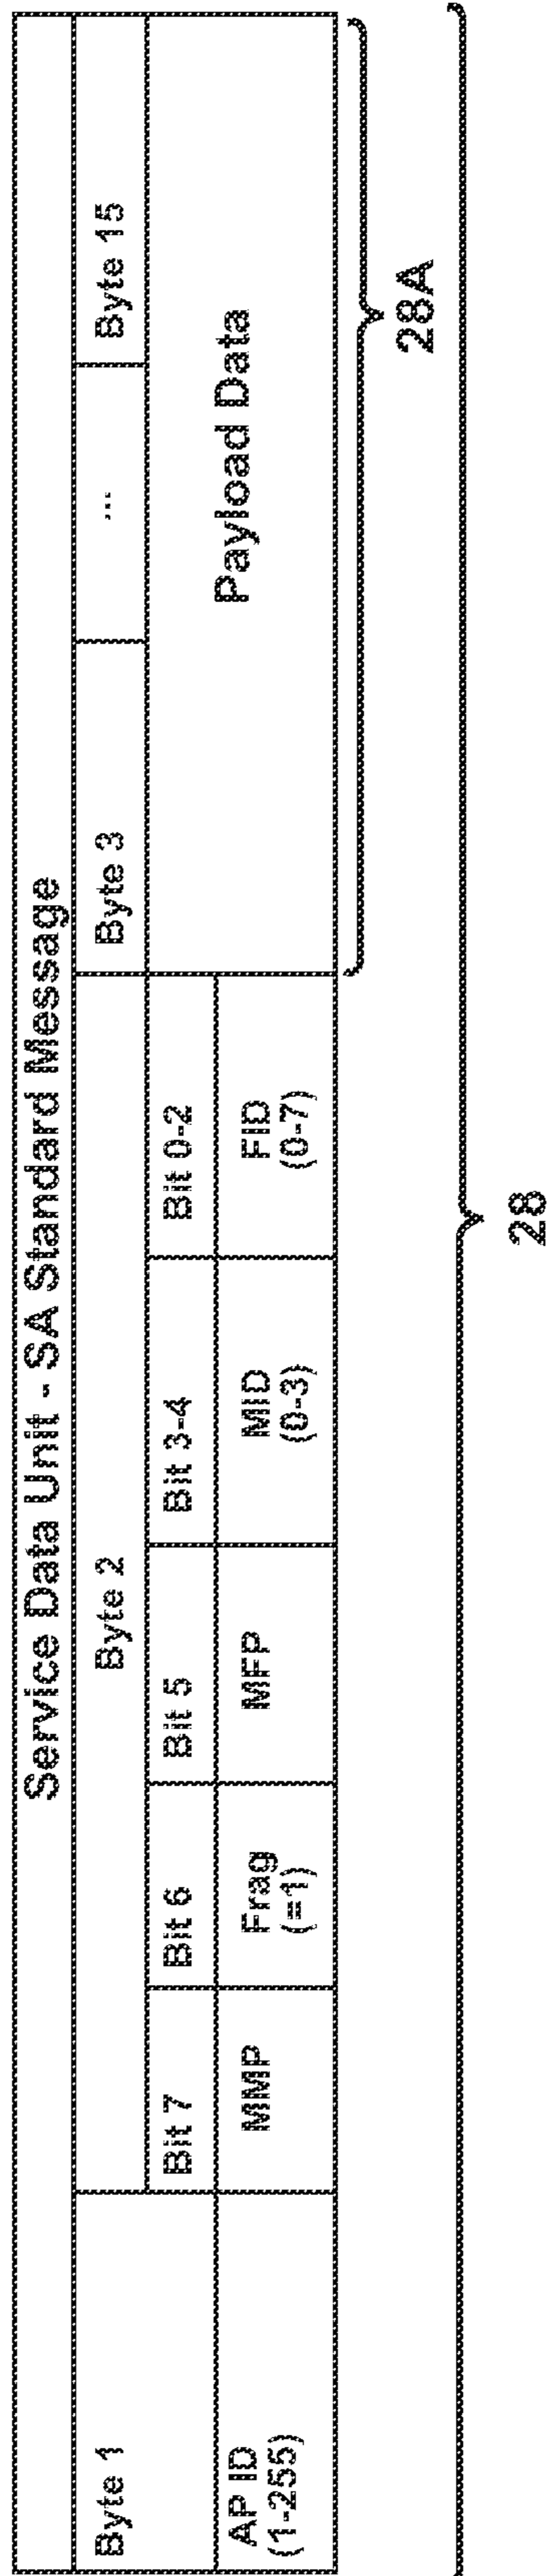 Service Data Unit - SA Standard Message
Byte 1
Byte 2
Byte 3
...
Byte 15
Bit 7
Bit 6
Bit 5
Bit 3-4
Bit 0-2
AP ID
(1-255)
MMP
Frag
(=1)
MFP
MID
(0-3)
FID
(0-7)
Payload Data
28A
28